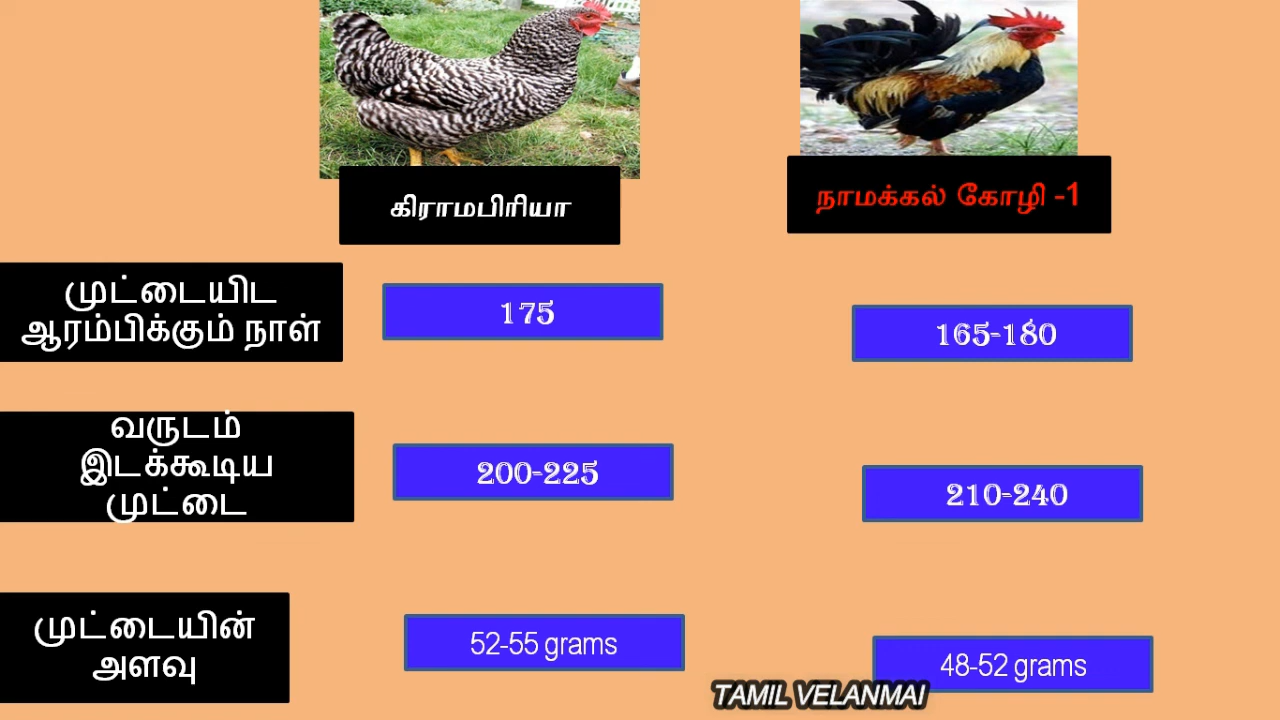 கிராமபிரியா
நாமக்கல் கோழி -1
முட்டையிட
ஆரம்பிக்கும் நாள்
175
165-180
வருடம்
இடக்கூடிய
முட்டை
200-225
210-240
முட்டையின்
அளவு
52-55 grams
48-52 grams
TAMIL VELANMAI